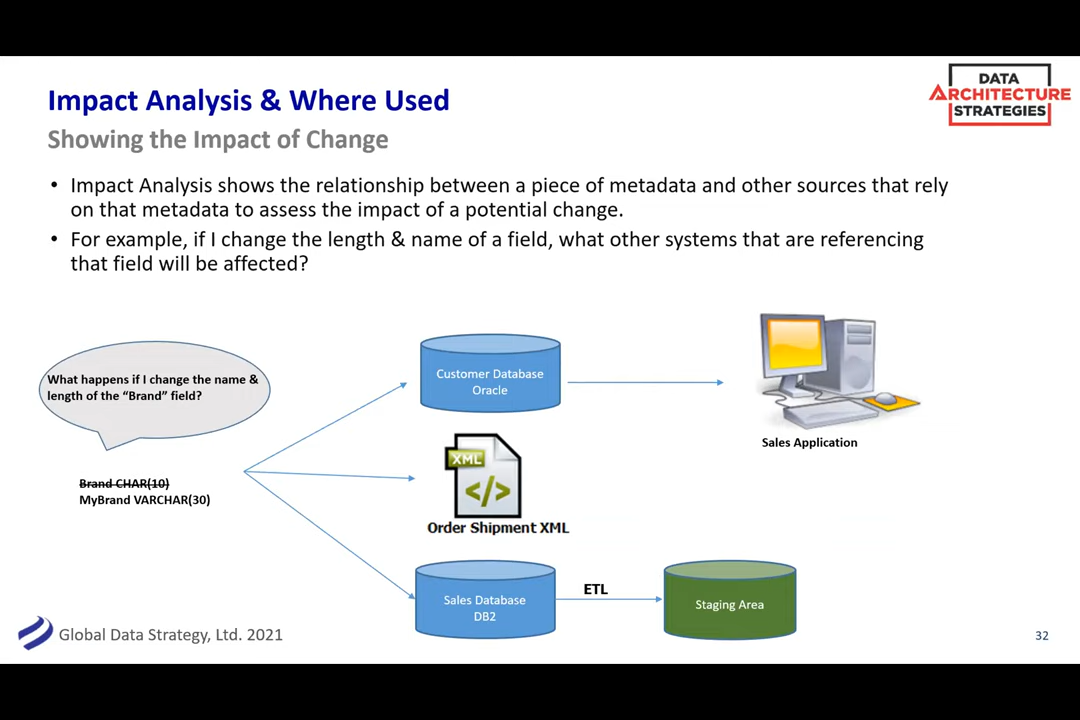 Impact Analysis & Where Used
DATA
ARCHITECTURE
STRATEGIES
Showing the Impact of Change
• Impact Analysis shows the relationship between a piece of metadata and other sources that rely
on that metadata to assess the impact of a potential change.
• For example, if I change the length & name of a field, what other systems that are referencing
that field will be affected?
What happens if I change the name &
length of the “Brand” field?
Brand CHAR(10)
MyBrand VARCHAR(30)
Customer Database
Oracle
Sales Application
XML
</>
Order Shipment XML
Sales Database
DB2
ETL
Staging Area
Global Data Strategy, Ltd. 2021
32